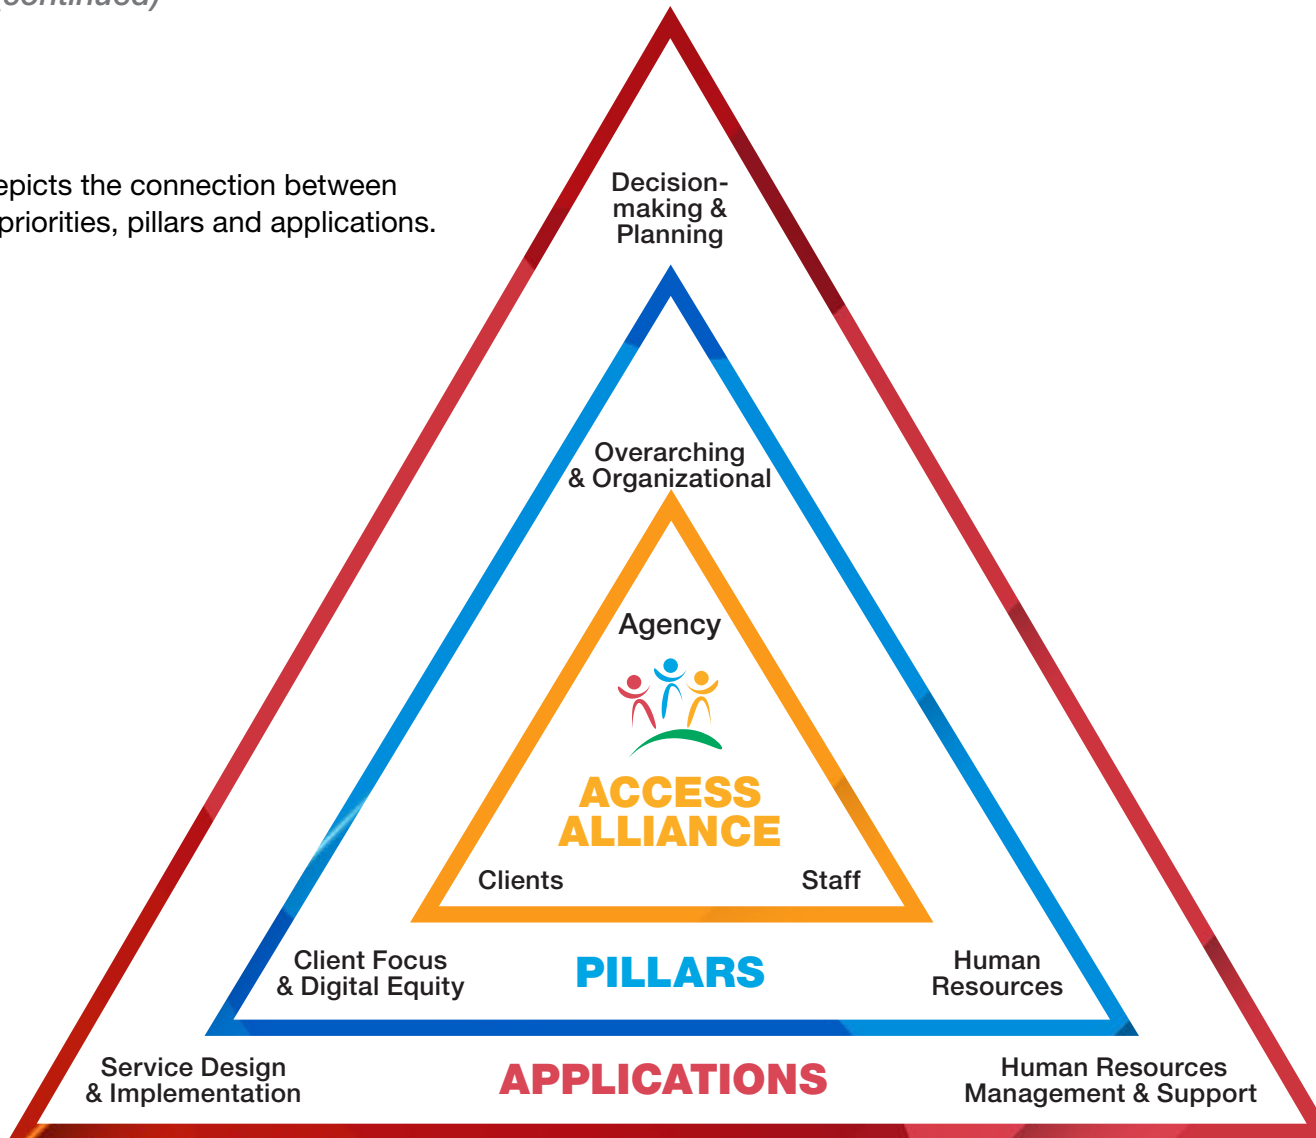 (continued)
epicts the connection between
priorities, pillars and applications.
Decision-
making &
Planning
Overarching
& Organizational
Agency
ACCESS
ALLIANCE
Clients
Staff
Client Focus
& Digital Equity
PILLARS
Human
Resources
Service Design
& Implementation
APPLICATIONS
Human Resources
Management & Support